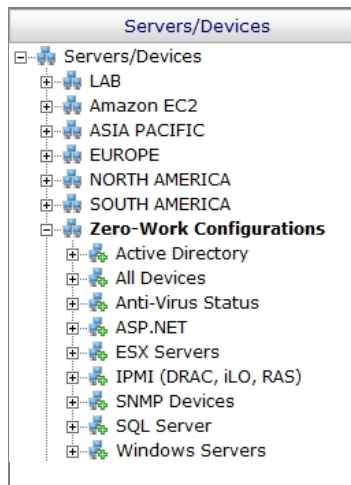 Servers/Devices
Servers/Devices
LAB
Amazon EC2
ASIA PACIFIC
EUROPE
NORTH AMERICA
SOUTH AMERICA
Zero-Work Configurations
Active Directory
All Devices
Anti-Virus Status
ASP.NET
ESX Servers
IPMI (DRAC, iLO, RAS)
SNMP Devices
SQL Server
Windows Servers